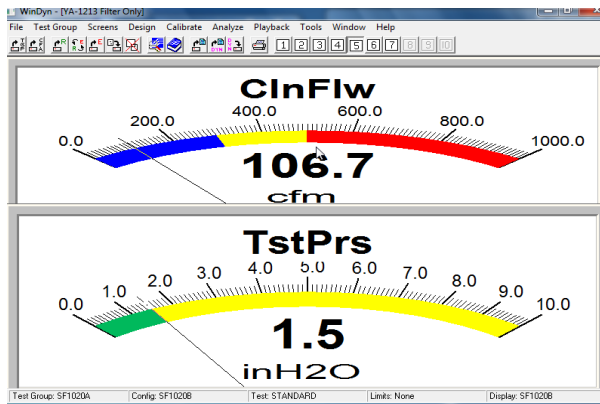 WinDyn - [YA-1213 Filter Only]
File Test Group Screens Design Calibrate Analyze Playback Tools Window Help
1 2 3 4 5 6 7 8 9 10
ClnFlw
0.0 200.0 400.0 600.0 800.0 1000.0
106.7
cfm
TstPrs
0.0 1.0 2.0 3.0 4.0 5.0 6.0 7.0 8.0 9.0 10.0
1.5
inH2O
Test Group: SF1020A Config: SF1020B Test: STANDARD Limits: None Display: SF1020B